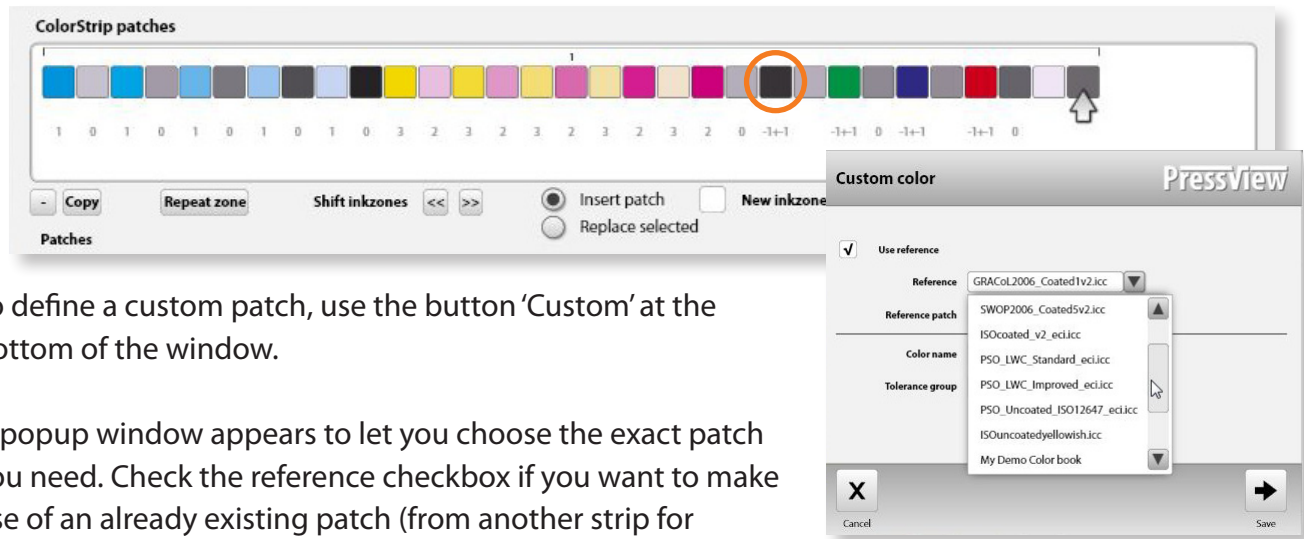 ColorStrip patches
1
1 0 1 0 1 0 1 0 1 0 3 2 3 2 3 2 3 2 3 2 0 -1+-1 -1+-1 0 -1+-1 -1+-1 0
- Copy Repeat zone Shift inkzones << >> Insert patch New inkzone
Replace selected
Patches
Custom color PressView
√ Use reference
Reference GRACoL2006_Coated1v2.icc
Reference patch
Color name
Tolerance group
SWOP2006_Coated5v2.icc
ISOcoated_v2_eci.icc
PSO_LWC_Standard_eci.icc
PSO_LWC_Improved_eci.icc
PSO_Uncoated_ISO12647_eci.icc
ISOuncoatedyellowish.icc
My Demo Color book
X
Cancel Save
o define a custom patch, use the button ‘Custom’ at the
ottom of the window.
popup window appears to let you choose the exact patch
ou need. Check the reference checkbox if you want to make
se of an already existing patch (from another strip for